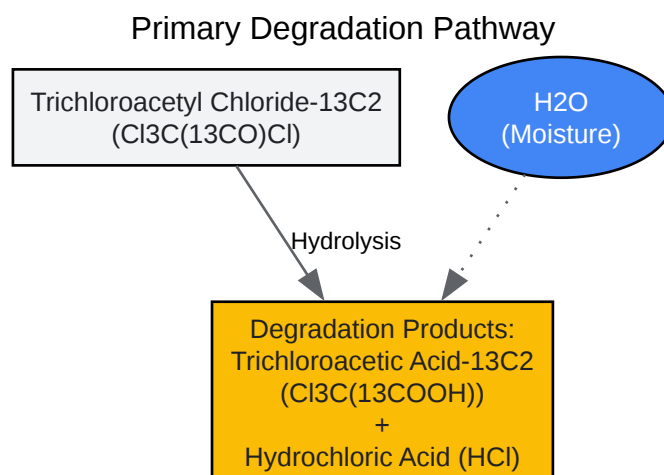 Primary Degradation Pathway
Trichloroacetyl Chloride-13C2
(Cl3C(13CO)Cl)
H2O
(Moisture)
Hydrolysis
Degradation Products:
Trichloroacetic Acid-13C2
(Cl3C(13COOH))
+
Hydrochloric Acid (HCl)